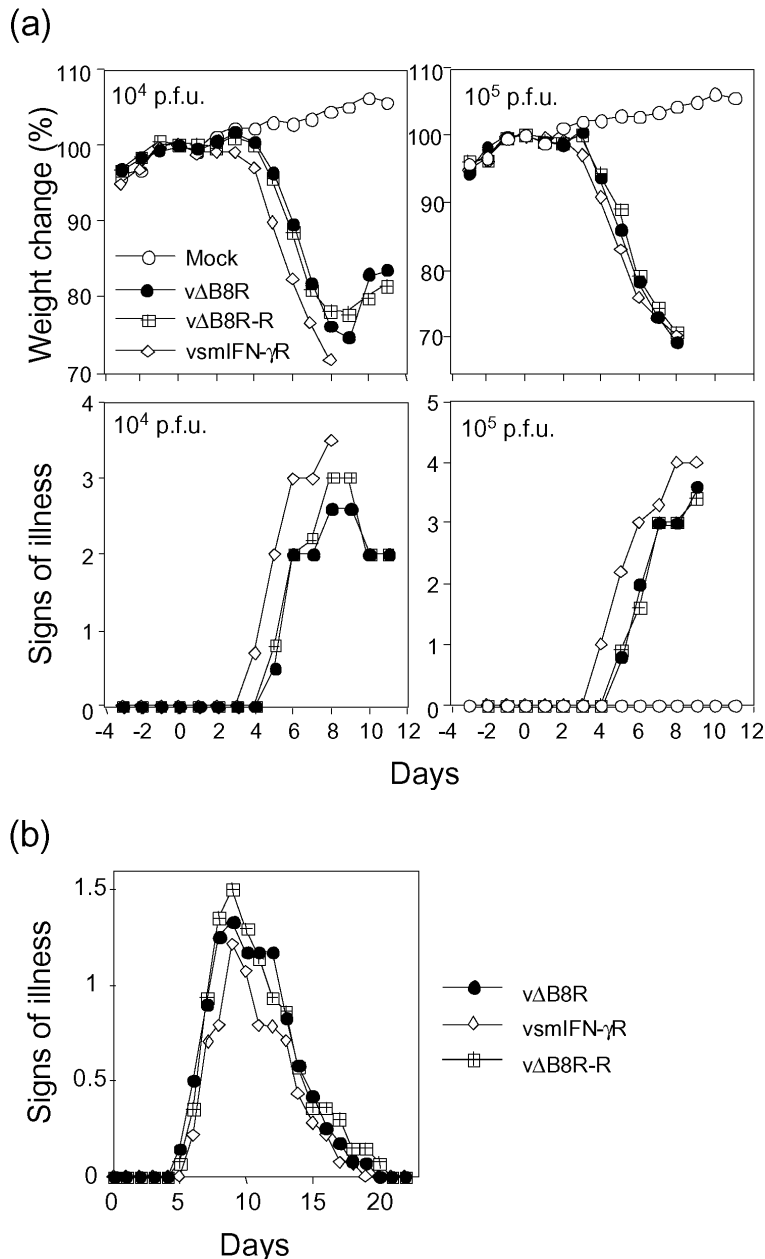 (a)
Weight change (%)
110
100
90
80
70
10⁴ p.f.u.
Mock
vΔB8R
vΔB8R-R
vsmIFN-γR
110
100
90
80
70
10⁵ p.f.u.
Signs of illness
4
3
2
1
0
10⁴ p.f.u.
-4 -2 0 2 4 6 8 10 12
5
4
3
2
1
0
10⁵ p.f.u.
-4 -2 0 2 4 6 8 10 12
Days
(b)
Signs of illness
1.5
1
0.5
0
0 5 10 15 20
Days
vΔB8R
vsmIFN-γR
vΔB8R-R